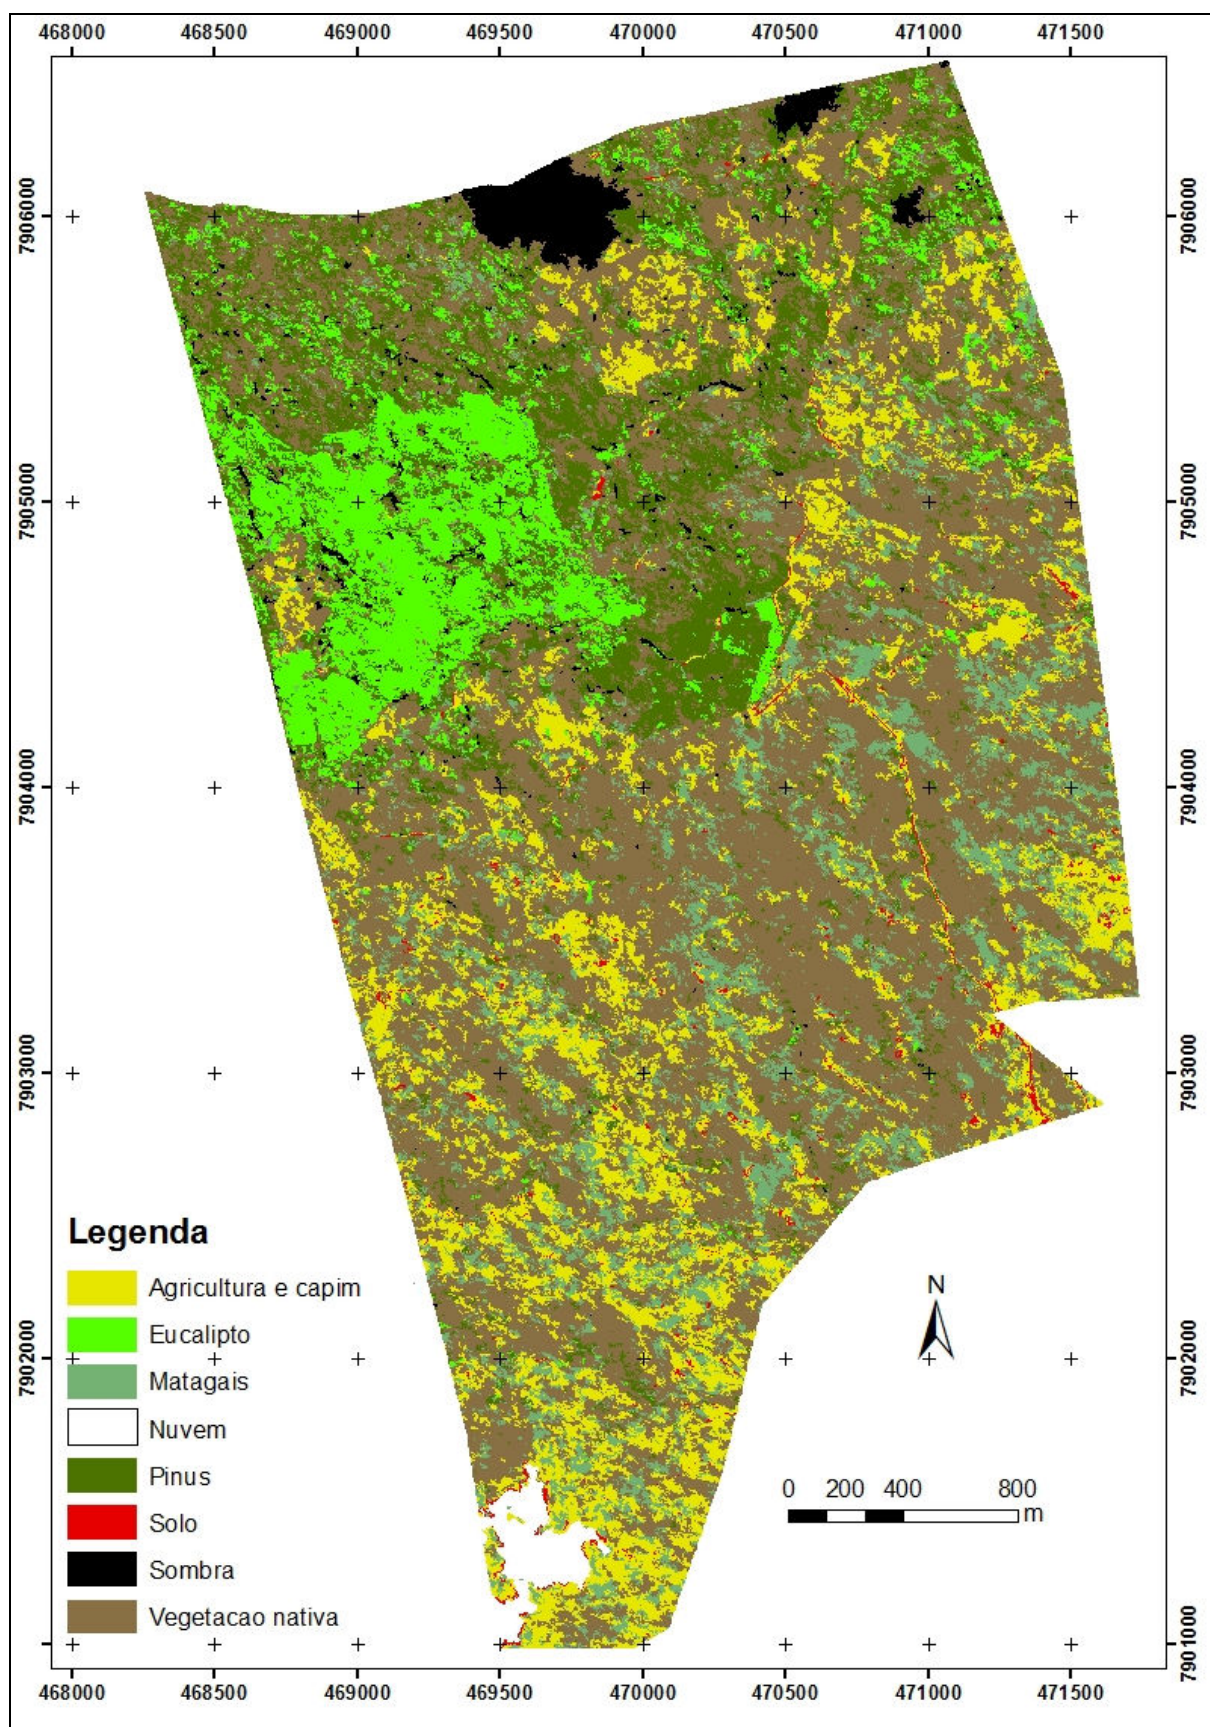 468000 468500 469000 469500 470000 470500 471000 471500
7906000 7906000
7905000 7905000
7904000 7904000
7903000 7903000
Legenda
Agricultura e capim
N
Eucalipto
7902000 7902000
Matagais
Nuvem
Pinus
0 200 400 800
m
Solo
Sombra
Vegetacao nativa
7901000 7901000
468000 468500 469000 469500 470000 470500 471000 471500